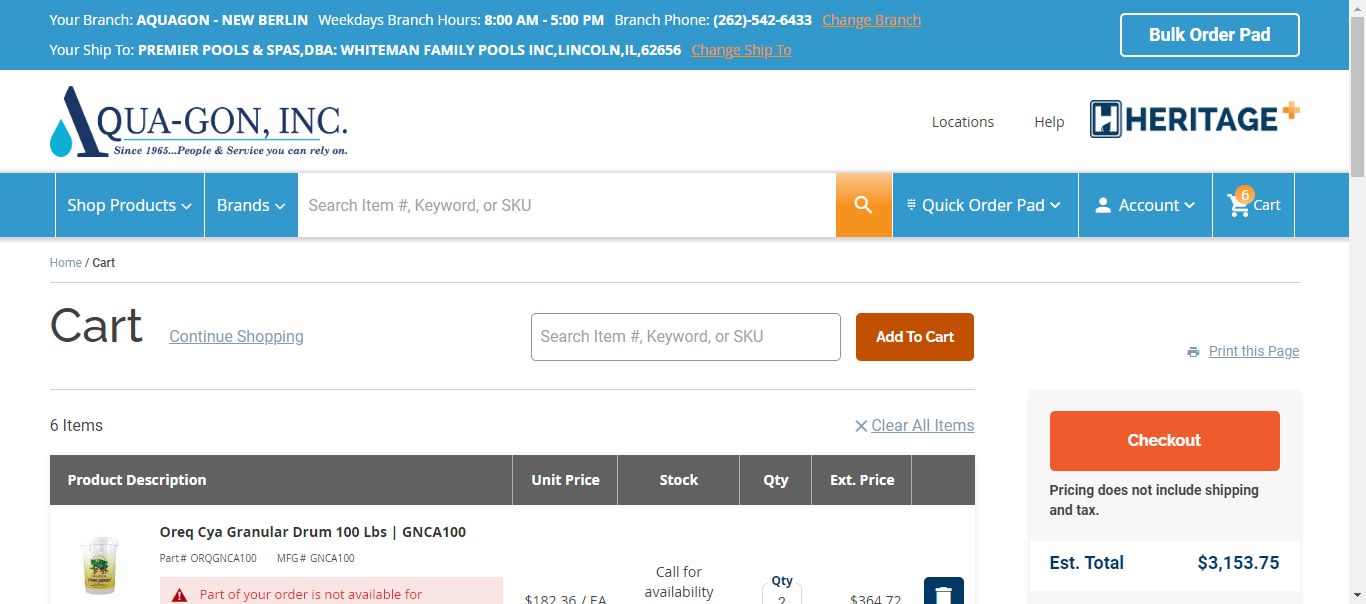 Your Branch: AQUAGON - NEW BERLIN Weekdays Branch Hours: 8:00 AM - 5:00 PM Branch Phone: (262)-542-6433 Change Branch
Your Ship To: PREMIER POOLS & SPAS,DBA: WHITEMAN FAMILY POOLS INC,LINCOLN,IL,62656 Change Ship To
Bulk Order Pad
AQUA-GON, INC.
Since 1965...People & Service you can rely on.
Locations Help HERITAGE+
Shop Products Brands Search Item #, Keyword, or SKU Quick Order Pad Account 6 Cart
Home / Cart
Cart Continue Shopping Search Item #, Keyword, or SKU Add To Cart
Print this Page
6 Items Clear All Items
Checkout
Pricing does not include shipping
and tax.
Est. Total $3,153.75
Product Description Unit Price Stock Qty Ext. Price
Oreq Cya Granular Drum 100 Lbs | GNCA100
Part# ORQGNCA100 MFG# GNCA100
Part of your order is not available for
$182.36 / EA
Call for
availability
Qty
2
$364.72